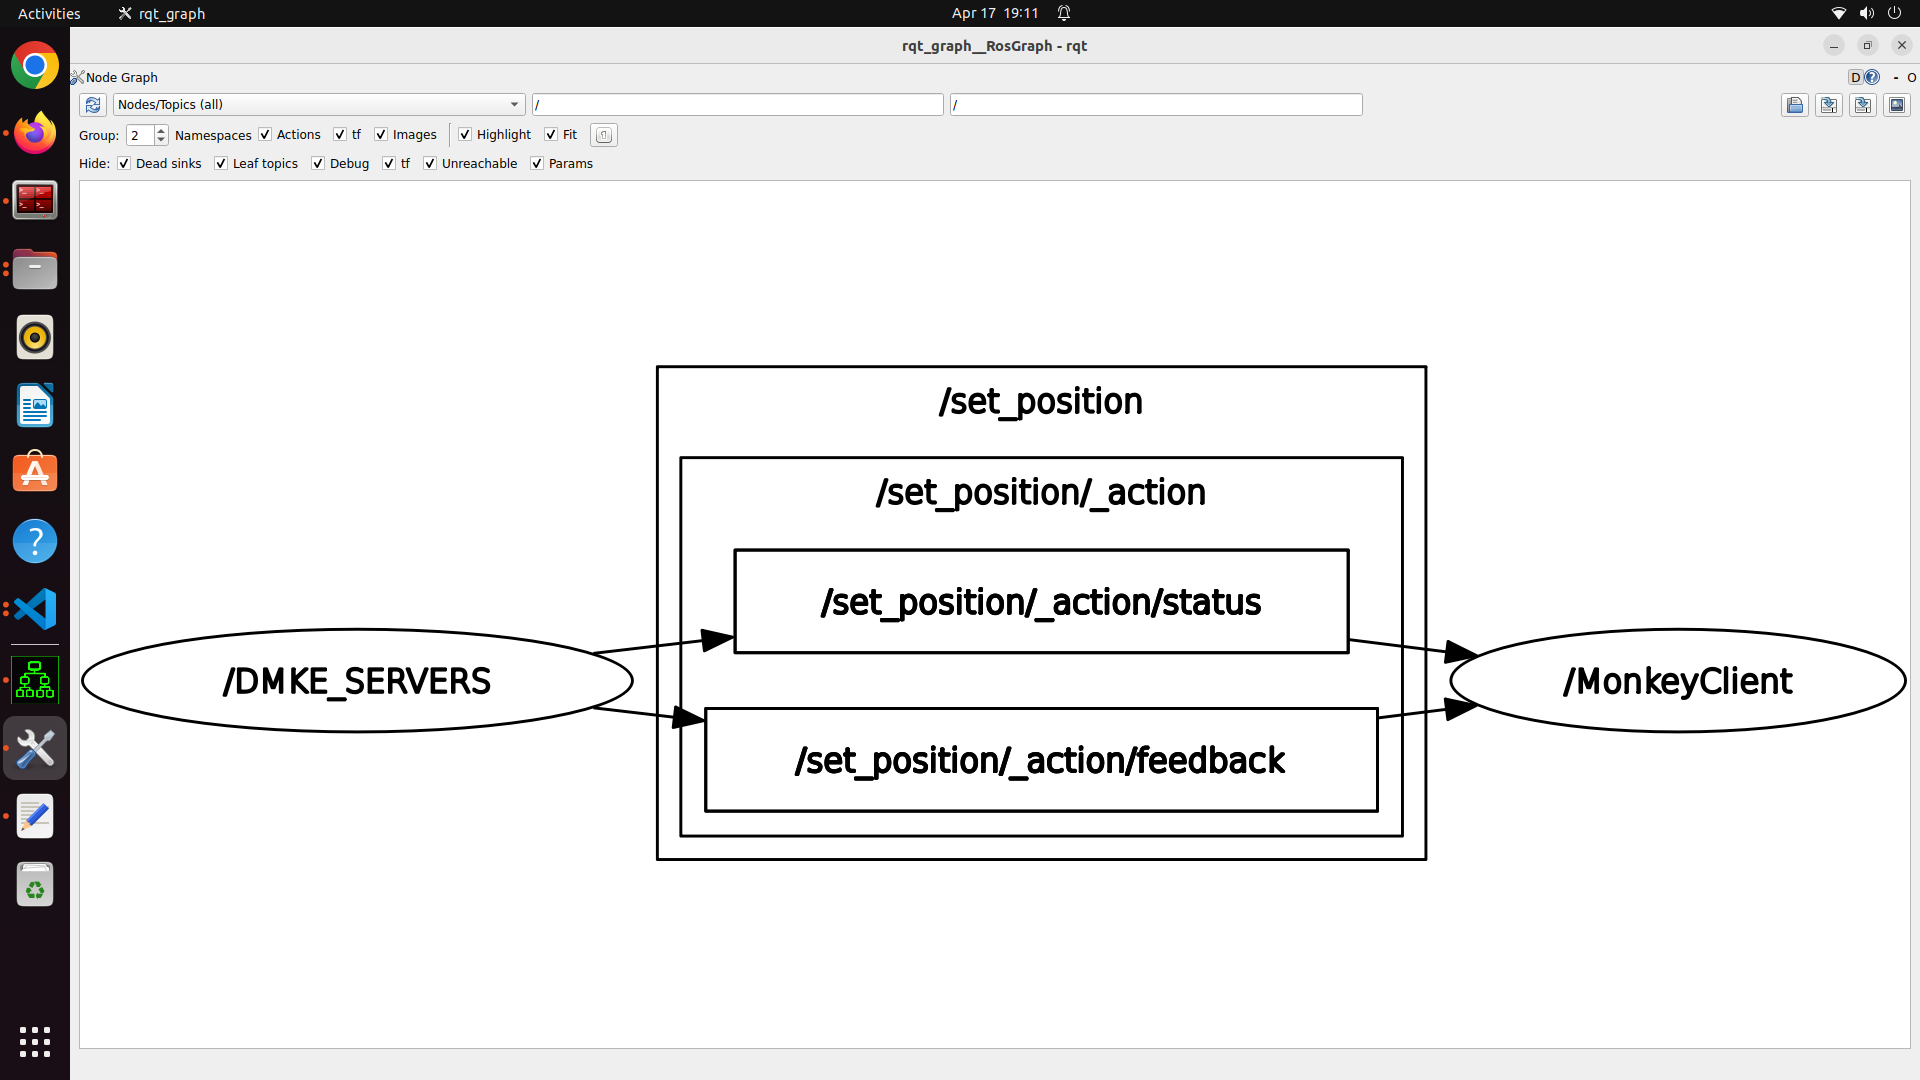 Activities rqt_graph Apr 17 19:11
rqt_graph__RosGraph - rqt
Node Graph D ? - O
Nodes/Topics (all) / /
Group: 2 Namespaces Actions tf Images Highlight Fit
Hide: Dead sinks Leaf topics Debug tf Unreachable Params
/set_position
/set_position/_action
/set_position/_action/status
/DMKE_SERVERS
/MonkeyClient
/set_position/_action/feedback